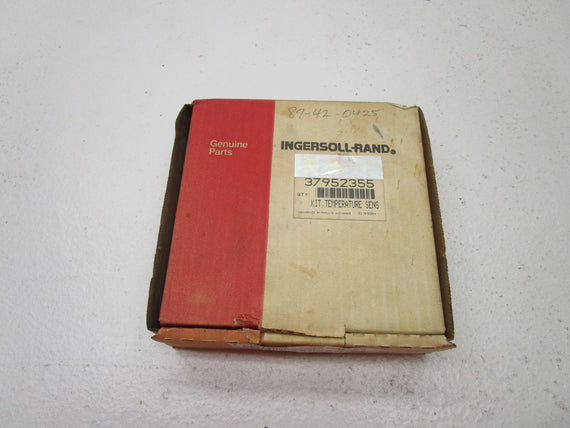 87-42-0425
Genuine
Parts
INGERSOLL-RAND®
37952355
QTY
KIT,TEMPERATURE SENS